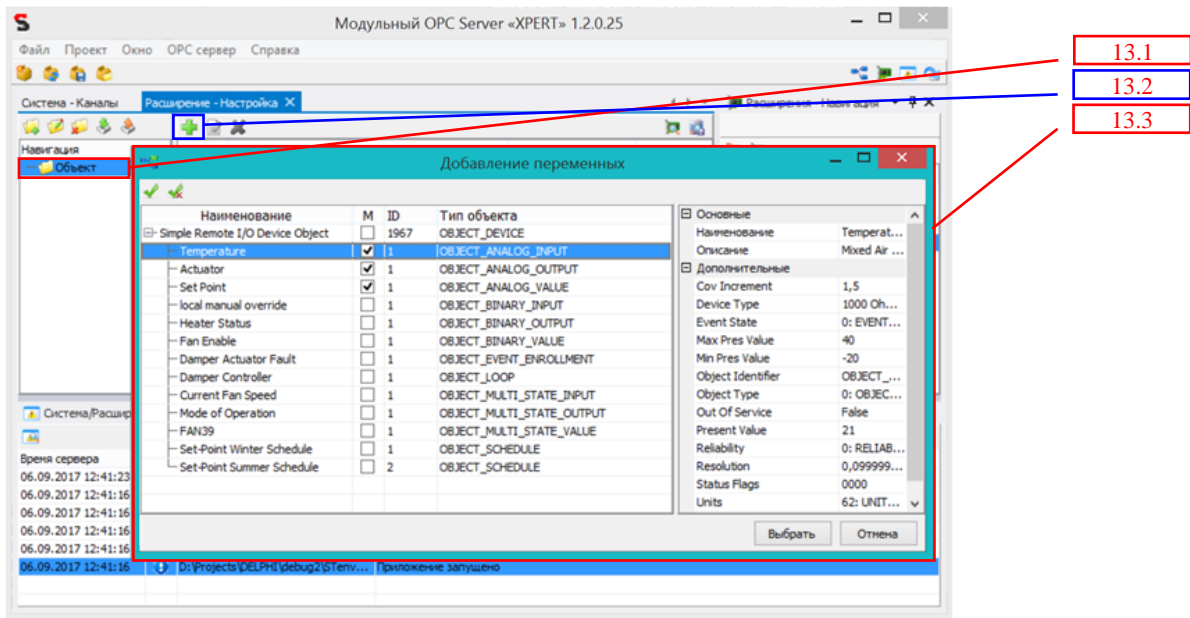 Модульный OPC Server «XPERT» 1.2.0.25
Файл Проект Окно OPC сервер Справка
13.1
13.2
13.3
Система - Каналы
Расширение - Настройка
Расширения - Навигация
Навигация
Объект
Добавление переменных
Наименование M ID Тип объекта
Simple Remote I/O Device Object 1967 OBJECT_DEVICE
Temperature 1 OBJECT_ANALOG_INPUT
Actuator 1 OBJECT_ANALOG_OUTPUT
Set Point 1 OBJECT_ANALOG_VALUE
local manual override 1 OBJECT_BINARY_INPUT
Heater Status 1 OBJECT_BINARY_OUTPUT
Fan Enable 1 OBJECT_BINARY_VALUE
Damper Actuator Fault 1 OBJECT_EVENT_ENROLLMENT
Damper Controller 1 OBJECT_LOOP
Current Fan Speed 1 OBJECT_MULTI_STATE_INPUT
Mode of Operation 1 OBJECT_MULTI_STATE_OUTPUT
FAN39 1 OBJECT_MULTI_STATE_VALUE
Set-Point Winter Schedule 1 OBJECT_SCHEDULE
Set-Point Summer Schedule 2 OBJECT_SCHEDULE
Основные
Наименование Temperat...
Описание Mixed Air ...
Дополнительные
Cov Increment 1,5
Device Type 1000 Oh...
Event State 0: EVENT...
Max Pres Value 40
Min Pres Value -20
Object Identifier OBJECT_...
Object Type 0: OBJEC...
Out Of Service False
Present Value 21
Reliability 0: RELIAB...
Resolution 0,099999...
Status Flags 0000
Units 62: UNIT...
Выбрать Отмена
Система/Расшир
Время сервера
06.09.2017 12:41:23
06.09.2017 12:41:16
06.09.2017 12:41:16
06.09.2017 12:41:16
06.09.2017 12:41:16
06.09.2017 12:41:16 D:\Projects\DELPHI\debug2\STenv... Приложение запущено